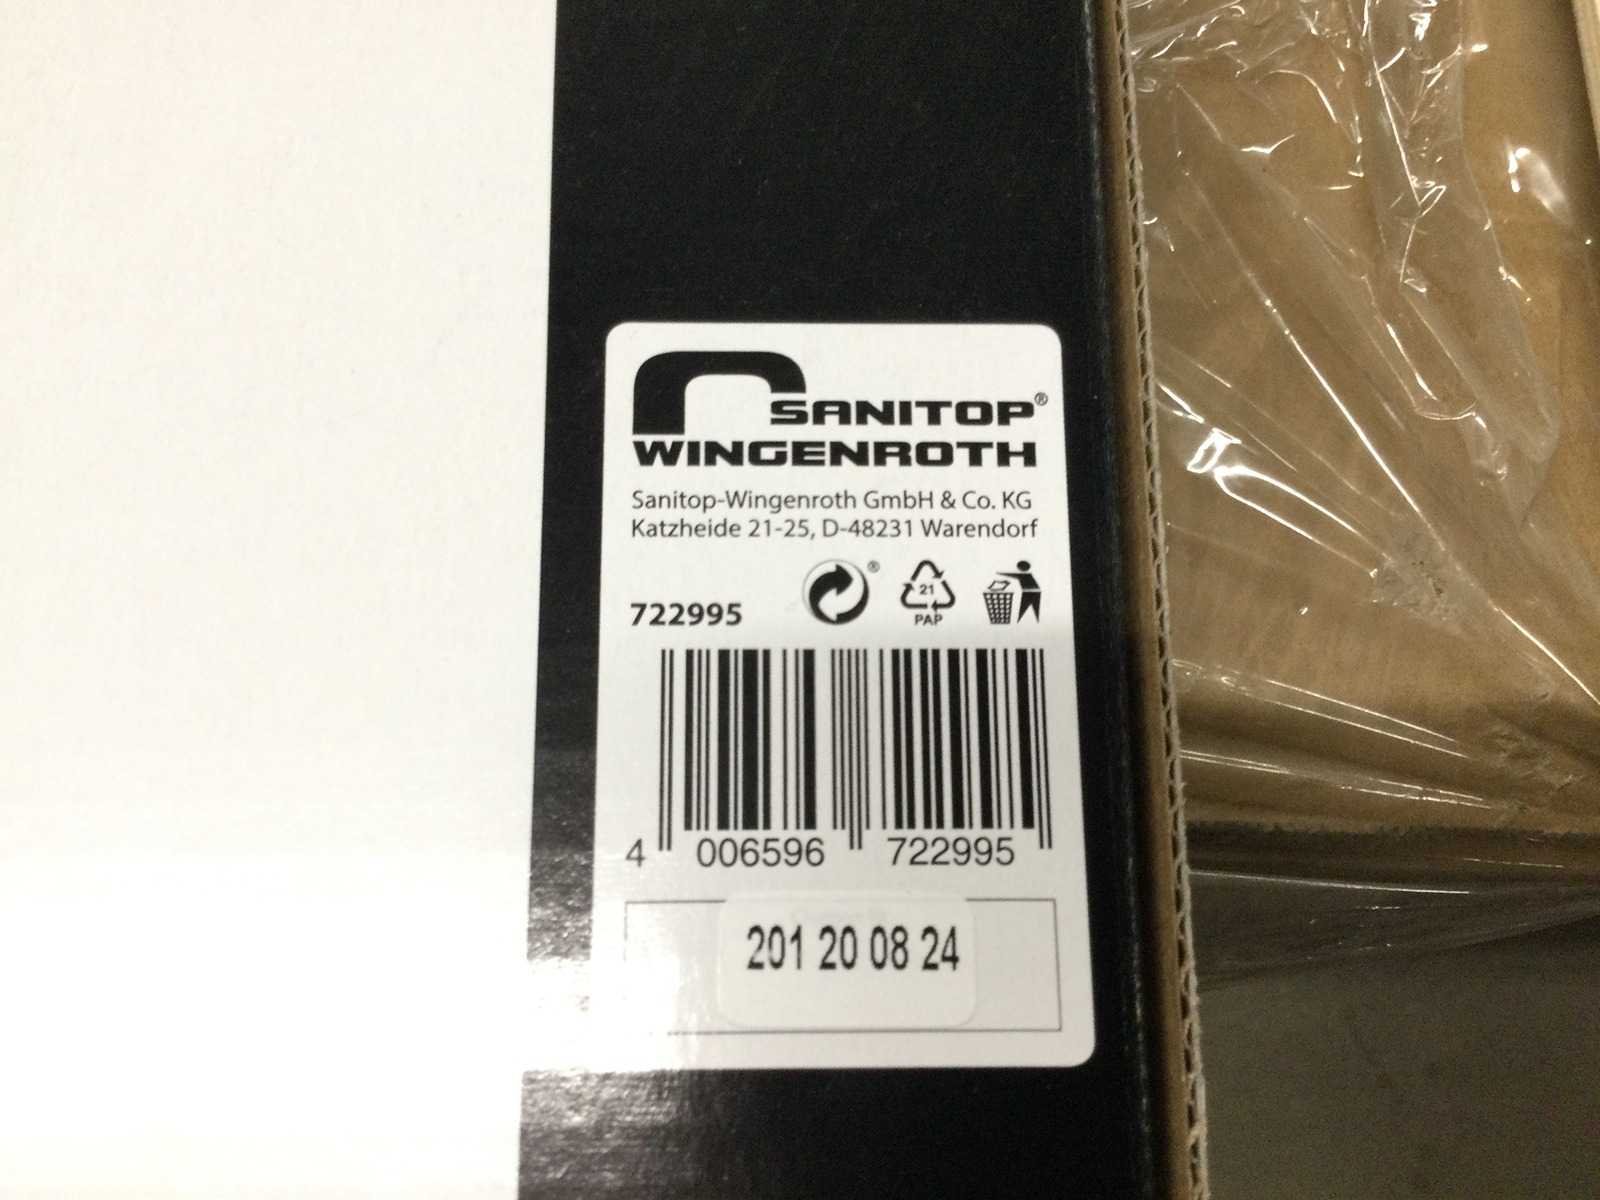 SANITOP®
WINGENROTH
Sanitop-Wingenroth GmbH & Co. KG
Katzheide 21-25, D-48231 Warendorf
722995
®
21
PAP
4 006596 722995
201 20 08 24